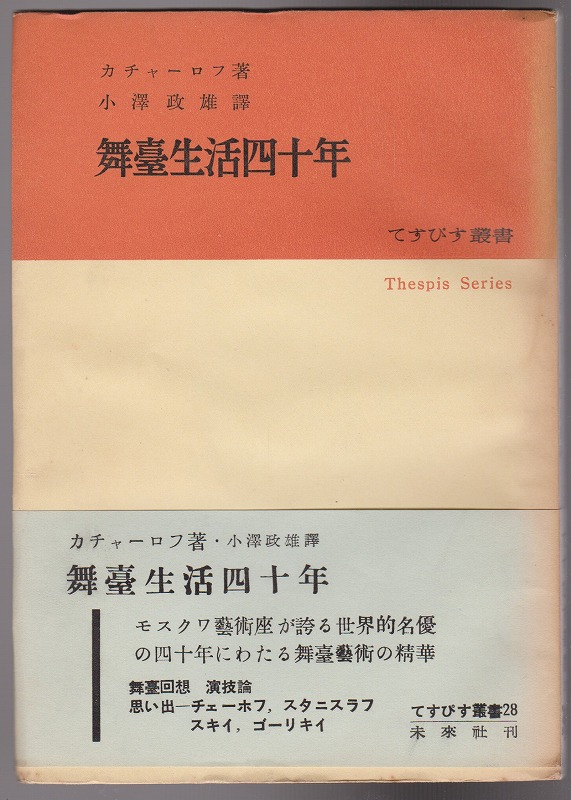 カチャーロフ著
小澤政雄譯
舞臺生活四十年
てすぴす叢書
Thespis Series
カチャーロフ著・小澤政雄譯
舞臺生活四十年
モスクワ藝術座が誇る世界的名優
の四十年にわたる舞臺藝術の精華
舞臺回想 演技論
思い出―チェーホフ, スタニスラフ
スキイ, ゴーリキイ
てすぴす叢書28
未來社刊